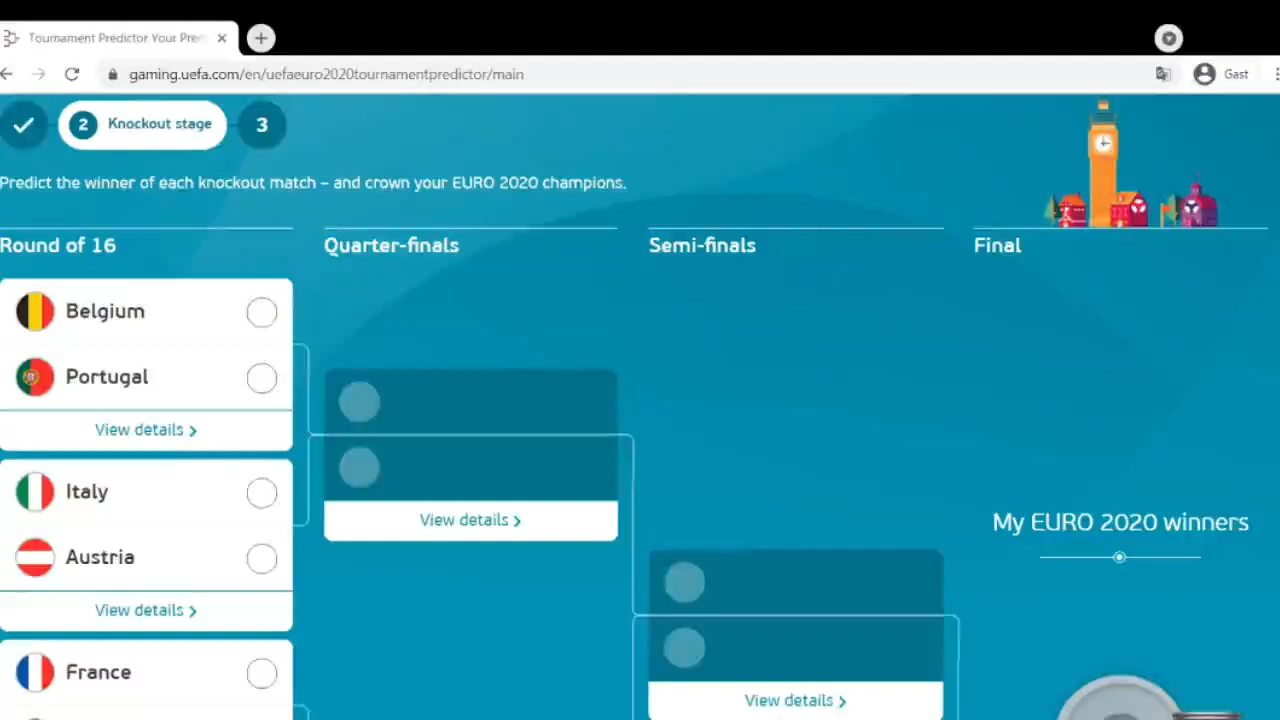 Tournament Predictor Your Pre
gaming.uefa.com/en/uefaeuro2020tournamentpredictor/main
Gast
2 Knockout stage 3
Predict the winner of each knockout match – and crown your EURO 2020 champions.
Round of 16
Quarter-finals
Semi-finals
Final
Belgium
Portugal
View details
Italy
Austria
View details
France
View details
View details
My EURO 2020 winners